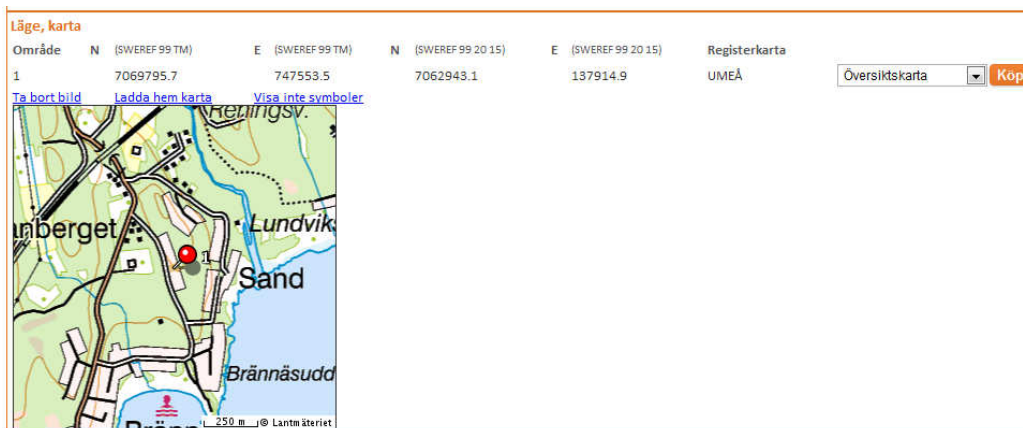 Läge, karta
Område N (SWEREF 99 TM) E (SWEREF 99 TM) N (SWEREF 99 20 15) E (SWEREF 99 20 15) Registerkarta
1 7069795.7 747553.5 7062943.1 137914.9 UMEÅ Översiktskarta Köp
Ta bort bild Ladda hem karta Visa inte symboler
nberget
Lundvik
1
Sand
Brännäsudd
Bränn
250 m © Lantmäteriet